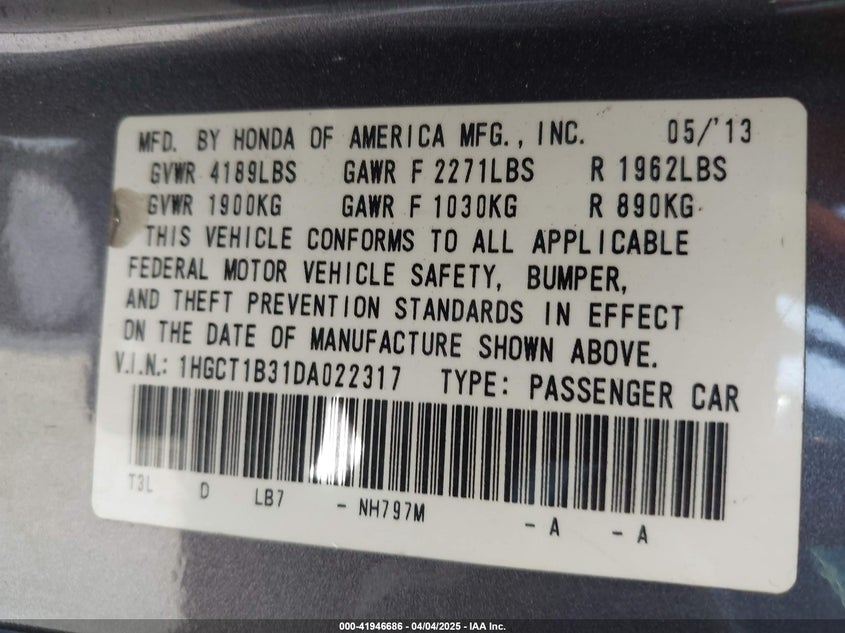 MFD. BY HONDA OF AMERICA MFG., INC. 05/'13
GVWR 4189LBS GAWR F 2271LBS R 1962LBS
GVWR 1900KG GAWR F 1030KG R 890KG
THIS VEHICLE CONFORMS TO ALL APPLICABLE
FEDERAL MOTOR VEHICLE SAFETY, BUMPER,
AND THEFT PREVENTION STANDARDS IN EFFECT
ON THE DATE OF MANUFACTURE SHOWN ABOVE.
V.I.N.: 1HGCT1B31DA022317 TYPE: PASSENGER CAR
T3L D LB7 - NH797M - A - A
000-41946686 - 04/04/2025 - IAA Inc.